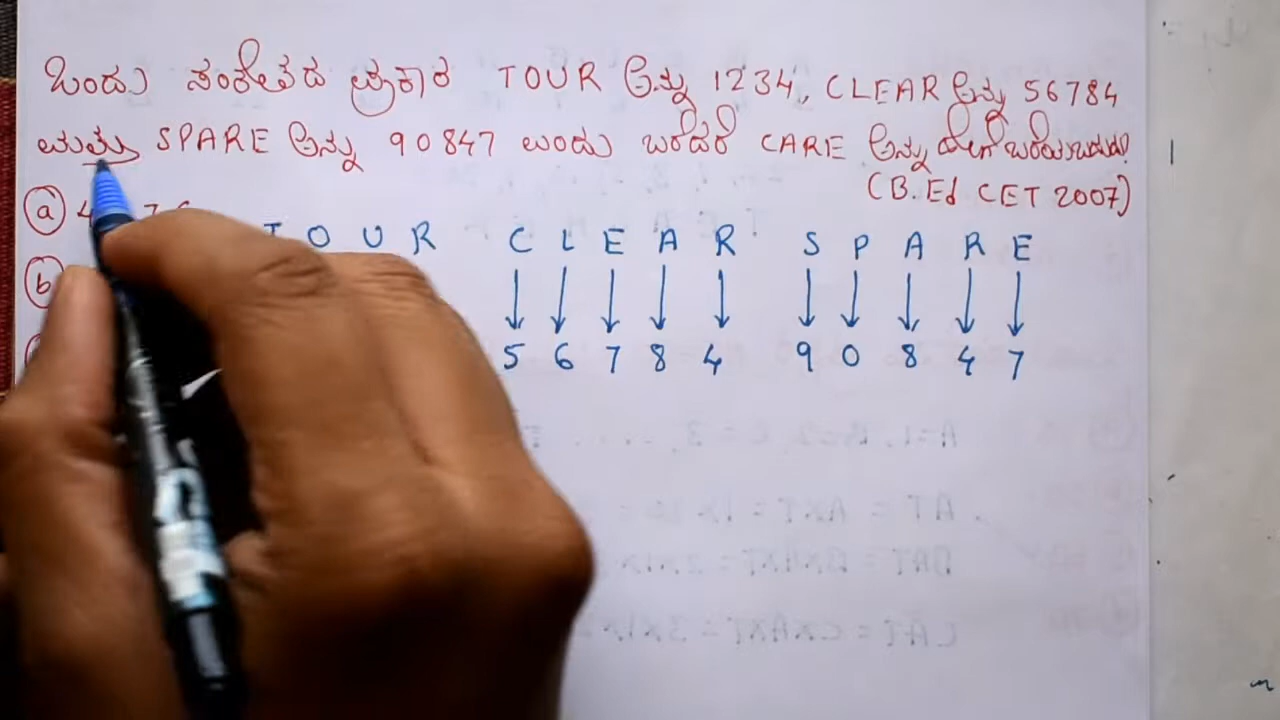 ಒಂದು ಸಂಕೇತದ ಪ್ರಕಾರ TOUR ಅನ್ನು 1234, CLEAR ಅನ್ನು 56784
ಮತ್ತು SPARE ಅನ್ನು 90847 ಎಂದು ಬರೆದರೆ CARE ಅನ್ನು ಹೇಗೆ ಬರೆಯಬಹುದು?
(B.Ed CET 2007)
(a)
T O U R C L E A R S P A R E
(b)
5 6 7 8 4 9 0 8 4 7